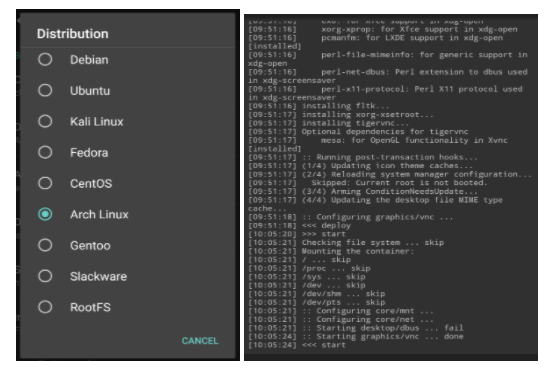 Distribution
Debian
Ubuntu
Kali Linux
Fedora
CentOS
Arch Linux
Gentoo
Slackware
RootFS
CANCEL
[09:51:16] exo: for Xfce support in xdg-open
[09:51:16] xorg-xprop: for Xfce support in xdg-open
[09:51:16] pcmanfm: for LXDE support in xdg-open
[installed]
[09:51:16] perl-file-mimeinfo: for generic support in
xdg-open
[09:51:16] perl-net-dbus: Perl extension to dbus used
in xdg-screensaver
[09:51:16] perl-x11-protocol: Perl X11 protocol used
in xdg-screensaver
[09:51:16] installing fltk...
[09:51:17] installing xorg-xsetroot...
[09:51:17] installing tigervnc...
[09:51:17] Optional dependencies for tigervnc
[09:51:17] mesa: for OpenGL functionality in Xvnc
[installed]
[09:51:17] :: Running post-transaction hooks...
[09:51:17] (1/4) Updating icon theme caches...
[09:51:17] (2/4) Reloading system manager configuration...
[09:51:17] Skipped: Current root is not booted.
[09:51:17] (3/4) Arming ConditionNeedsUpdate...
[09:51:17] (4/4) Updating the desktop file MIME type
cache...
[09:51:18] :: Configuring graphics/vnc ...
[09:51:18] <<< deploy
[10:05:20] >>> start
[10:05:21] Checking file system ... skip
[10:05:21] Mounting the container:
[10:05:21] / ... skip
[10:05:21] /proc ... skip
[10:05:21] /sys ... skip
[10:05:21] /dev ... skip
[10:05:21] /dev/shm ... skip
[10:05:21] /dev/pts ... skip
[10:05:21] :: Configuring core/mnt ...
[10:05:21] :: Configuring core/net ...
[10:05:21] :: Starting desktop/dbus ... fail
[10:05:24] :: Starting graphics/vnc ... done
[10:05:24] <<< start